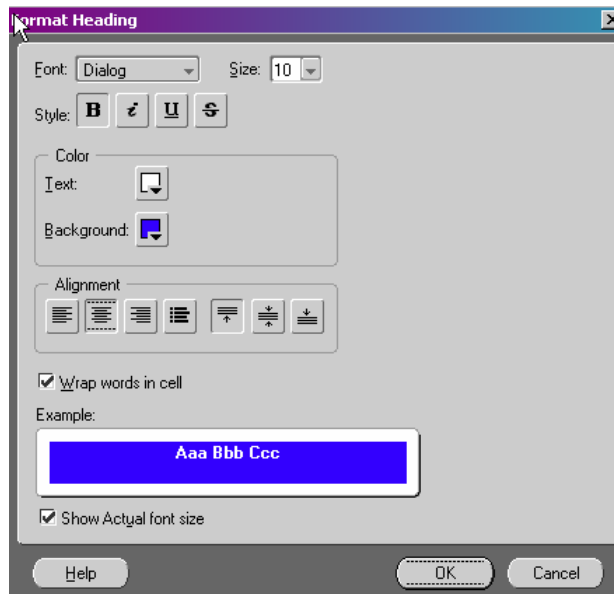 Format Heading
Font: Dialog Size: 10
Style: B i U S
Color
Text:
Background:
Alignment
Wrap words in cell
Example:
Aaa Bbb Ccc
Show Actual font size
Help OK Cancel